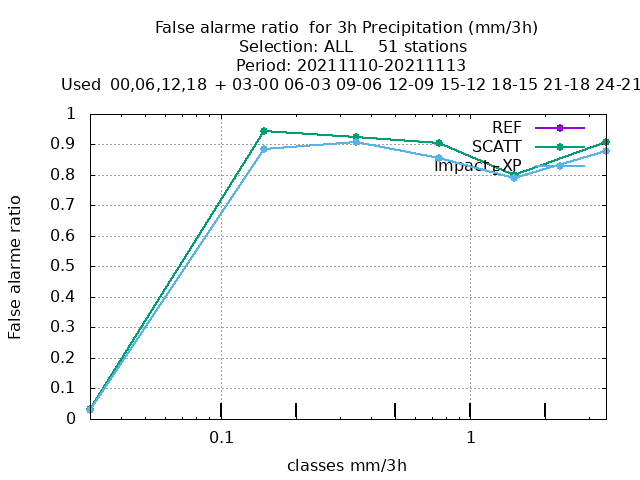 False alarme ratio  for 3h Precipitation (mm/3h)
Selection: ALL     51 stations
Period: 20211110-20211113
Used  00,06,12,18  + 03-00 06-03 09-06 12-09 15-12 18-15 21-18 24-21
1
0.9
0.8
0.7
0.6
0.5
0.4
0.3
0.2
0.1
0
False alarme ratio
REF
SCATT
Impact_XP
0.1
1
classes mm/3h